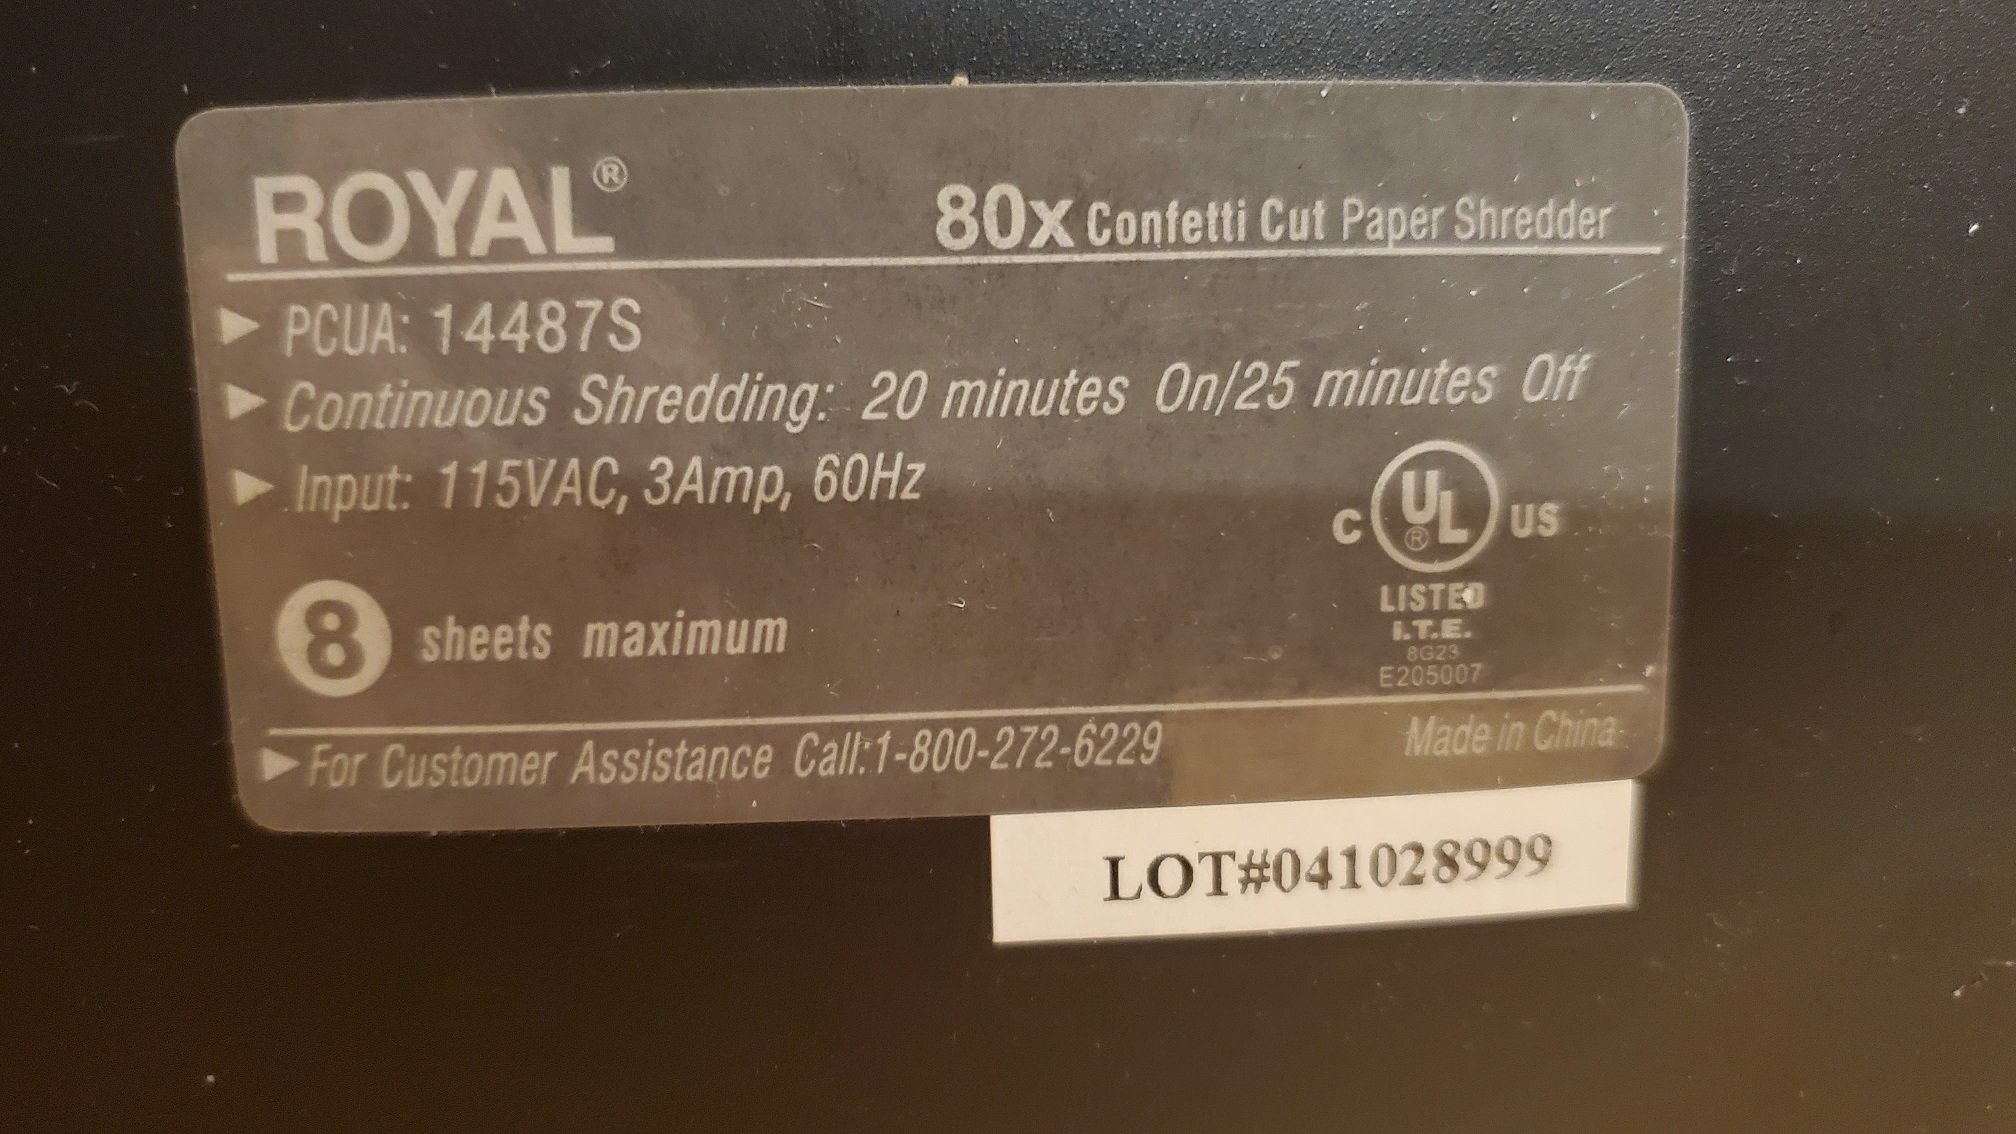 ROYAL®
80x Confetti Cut Paper Shredder
PCUA: 14487S
Continuous Shredding: 20 minutes On/25 minutes Off
Input: 115VAC, 3Amp, 60Hz
C UL® US
LISTED
I.T.E.
8G23
E205007
8 sheets maximum
For Customer Assistance Call:1-800-272-6229
Made in China
LOT#041028999